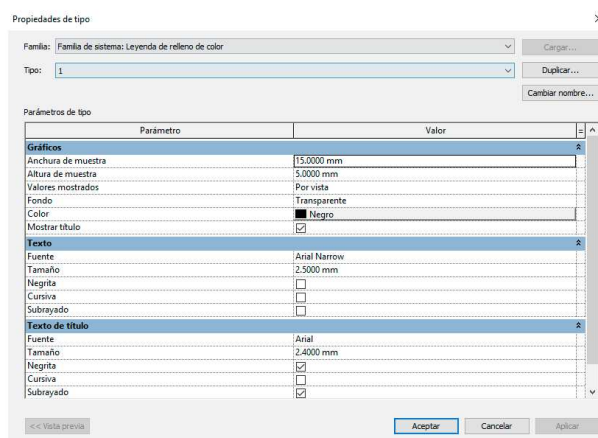 Propiedades de tipo
Familia: Familia de sistema: Leyenda de relleno de color Cargar...
Tipo: 1 Duplicar...
Cambiar nombre...
Parámetros de tipo
Parámetro Valor =
Gráficos
Anchura de muestra 15.0000 mm
Altura de muestra 5.0000 mm
Valores mostrados Por vista
Fondo Transparente
Color Negro
Mostrar título
Texto
Fuente Arial Narrow
Tamaño 2.5000 mm
Negrita
Cursiva
Subrayado
Texto de título
Fuente Arial
Tamaño 2.4000 mm
Negrita
Cursiva
Subrayado
<< Vista previa Aceptar Cancelar Aplicar